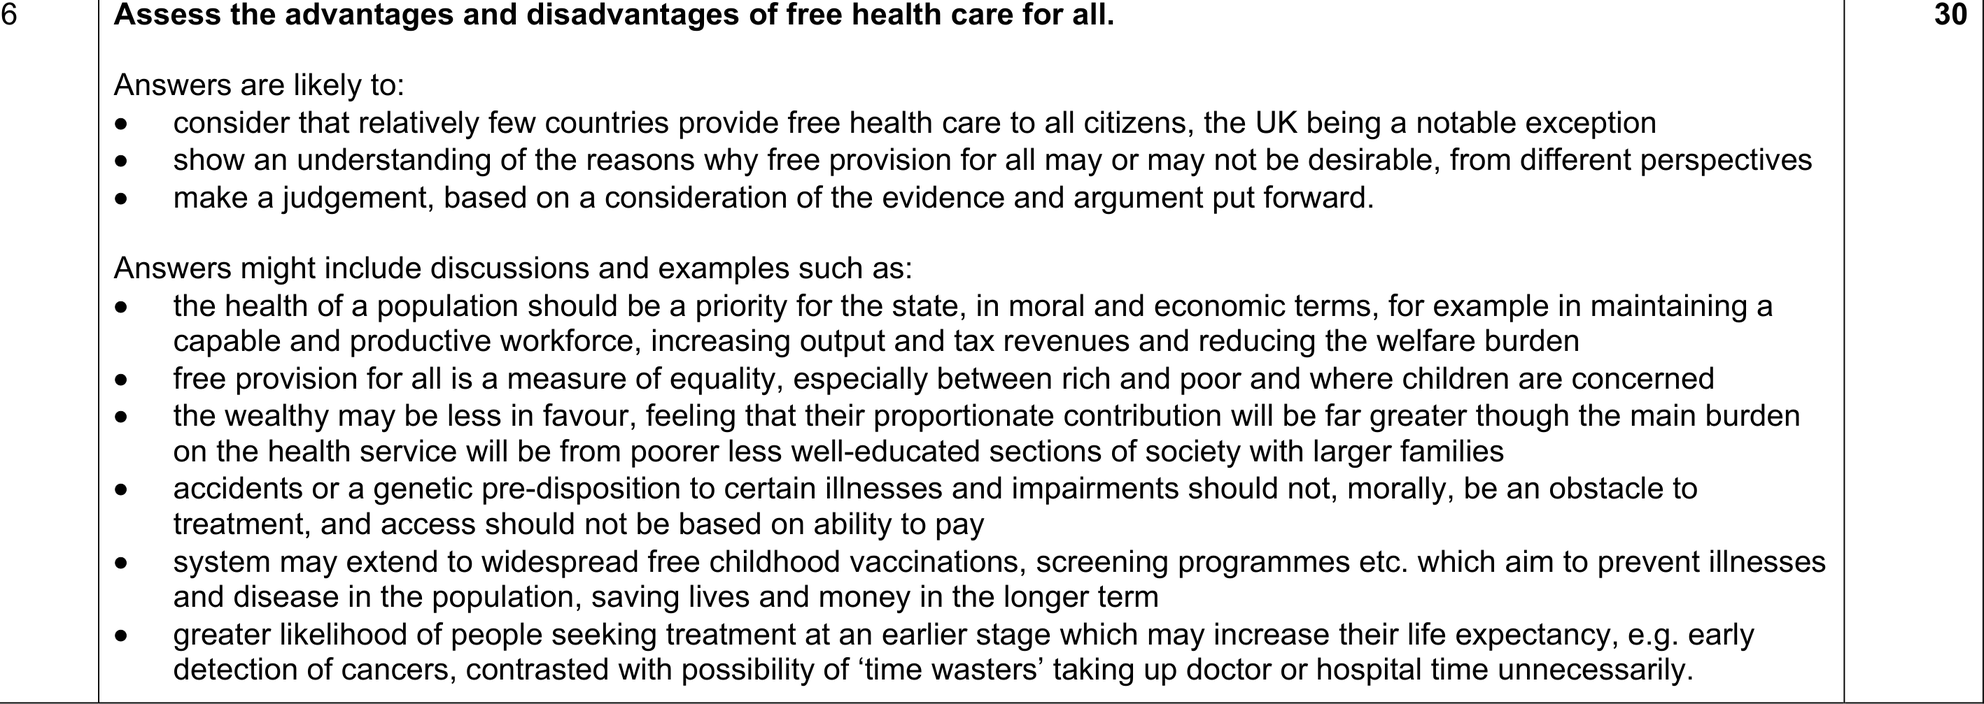 6 Assess the advantages and disadvantages of free health care for all. 30
Answers are likely to:
• consider that relatively few countries provide free health care to all citizens, the UK being a notable exception
• show an understanding of the reasons why free provision for all may or may not be desirable, from different perspectives
• make a judgement, based on a consideration of the evidence and argument put forward.
Answers might include discussions and examples such as:
• the health of a population should be a priority for the state, in moral and economic terms, for example in maintaining a
capable and productive workforce, increasing output and tax revenues and reducing the welfare burden
• free provision for all is a measure of equality, especially between rich and poor and where children are concerned
• the wealthy may be less in favour, feeling that their proportionate contribution will be far greater though the main burden
on the health service will be from poorer less well-educated sections of society with larger families
• accidents or a genetic pre-disposition to certain illnesses and impairments should not, morally, be an obstacle to
treatment, and access should not be based on ability to pay
• system may extend to widespread free childhood vaccinations, screening programmes etc. which aim to prevent illnesses
and disease in the population, saving lives and money in the longer term
• greater likelihood of people seeking treatment at an earlier stage which may increase their life expectancy, e.g. early
detection of cancers, contrasted with possibility of ‘time wasters’ taking up doctor or hospital time unnecessarily.